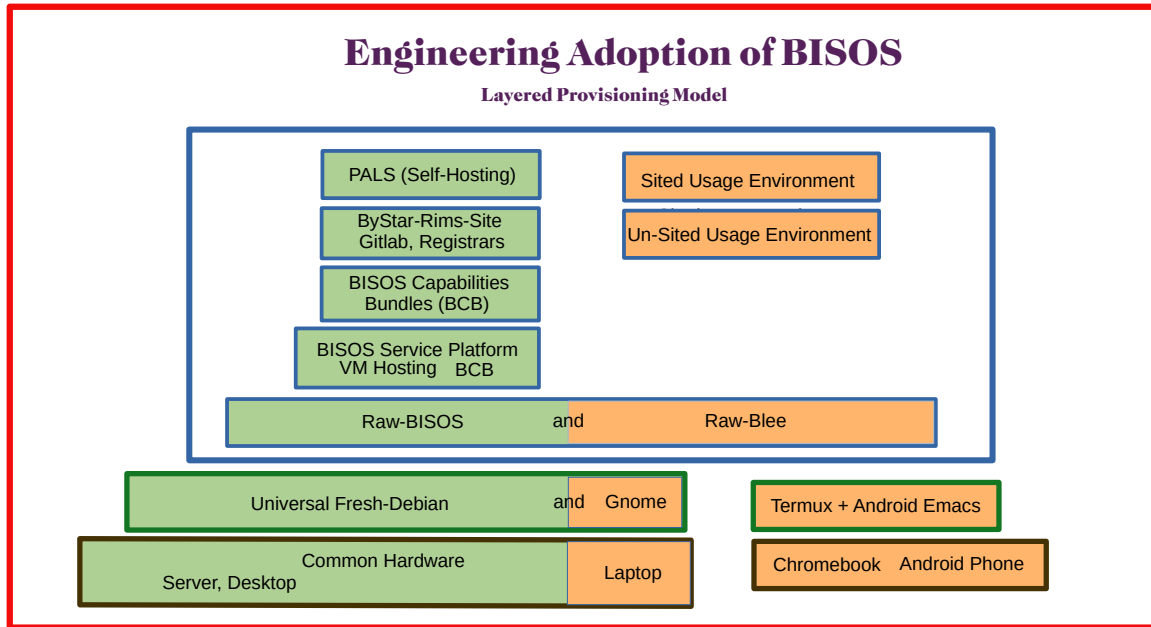 Engineering Adoption of BISOS
Layered Provisioning Model
PALS (Self-Hosting)
Sited Usage Environment
ByStar-Rims-Site
Gitlab, Registrars
Un-Sited Usage Environment
BISOS Capabilities
Bundles (BCB)
BISOS Service Platform
VM Hosting BCB
Raw-BISOS and Raw-Blee
Universal Fresh-Debian and Gnome
Termux + Android Emacs
Common Hardware
Server, Desktop
Laptop
Chromebook Android Phone